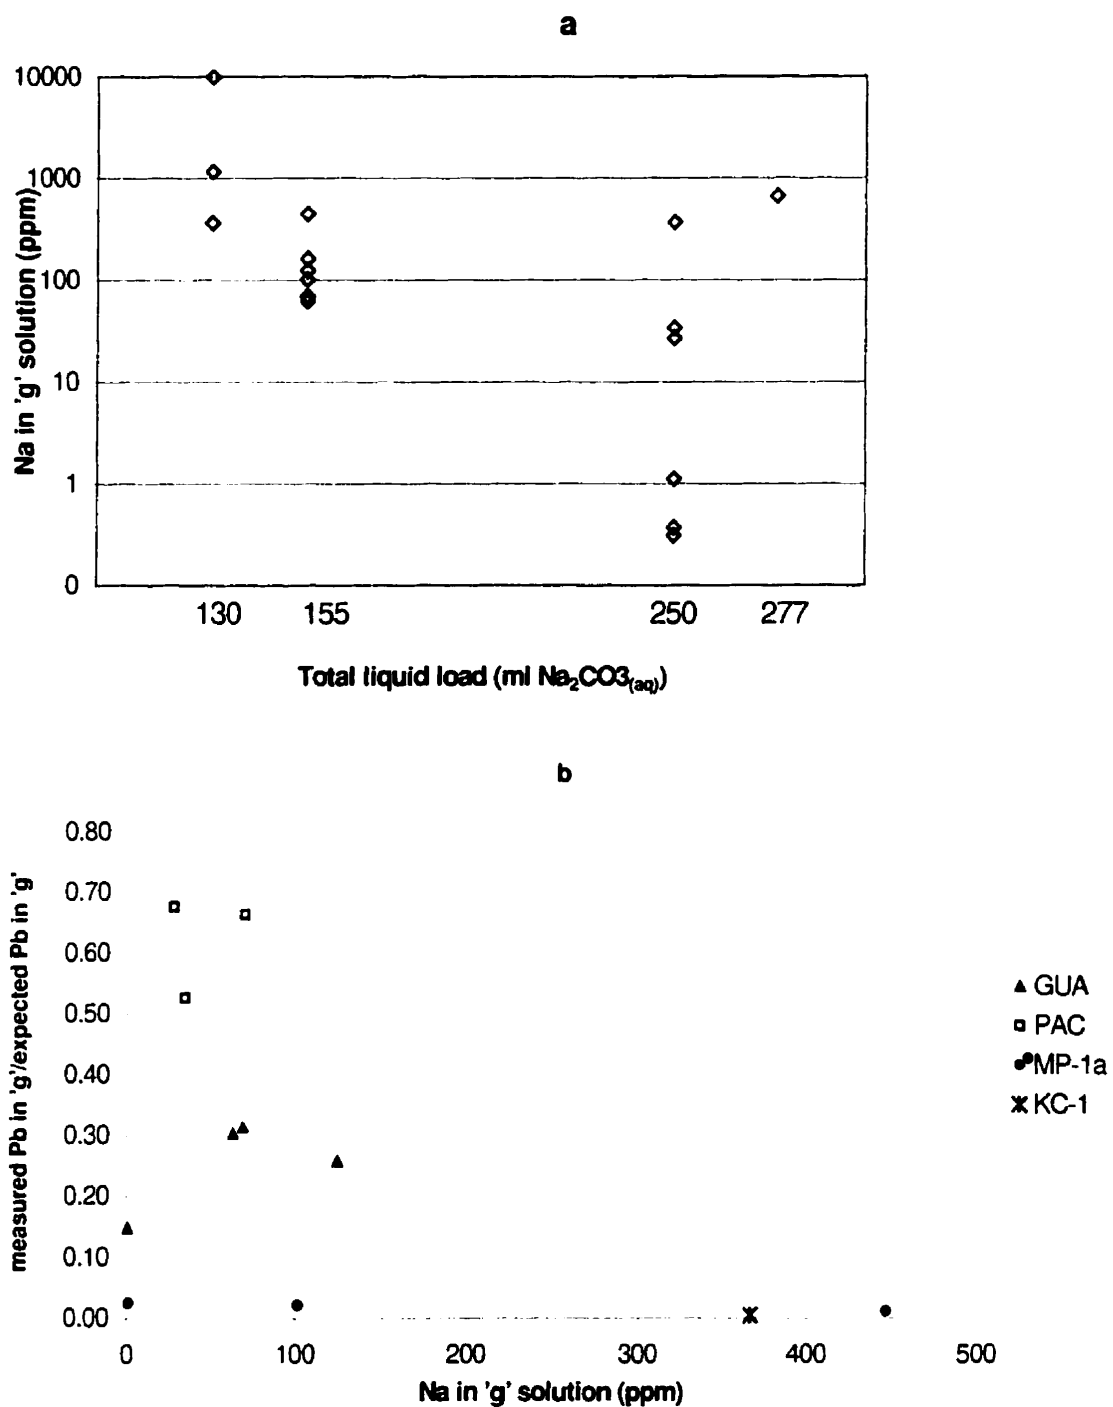 a
10000
1000
100
10
1
0
Na in 'g' solution (ppm)
130 155 250 277
Total liquid load (ml Na₂CO3₍aq₎)
b
0.80
0.70
0.60
0.50
0.40
0.30
0.20
0.10
0.00
measured Pb in 'g'/expected Pb in 'g'
0 100 200 300 400 500
Na in 'g' solution (ppm)
GUA
PAC
MP-1a
KC-1